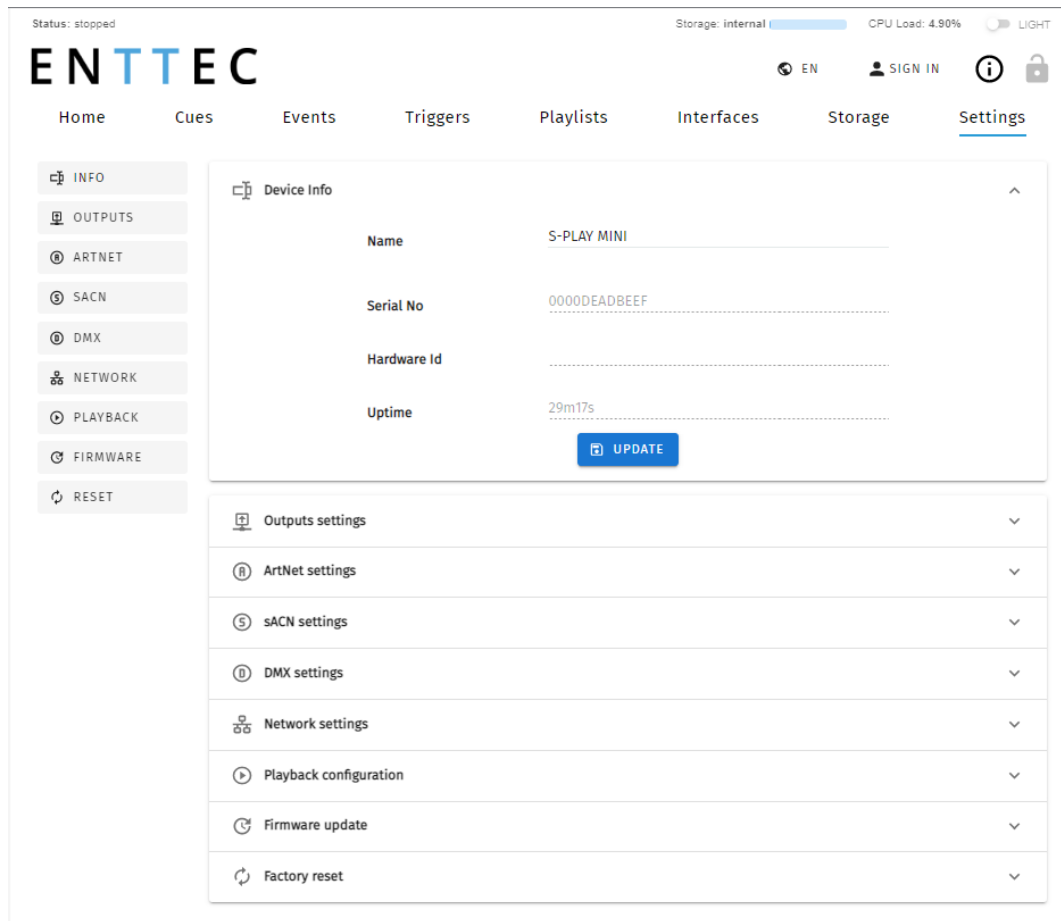 Status: stopped Storage: internal CPU Load: 4.90% LIGHT
ENTTEC
EN SIGN IN
Home Cues Events Triggers Playlists Interfaces Storage Settings
INFO
OUTPUTS
ARTNET
SACN
DMX
NETWORK
PLAYBACK
FIRMWARE
RESET
Device Info
Name S-PLAY MINI
Serial No 0000DEADBEEF
Hardware Id
Uptime 29m17s
UPDATE
Outputs settings
ArtNet settings
sACN settings
DMX settings
Network settings
Playback configuration
Firmware update
Factory reset